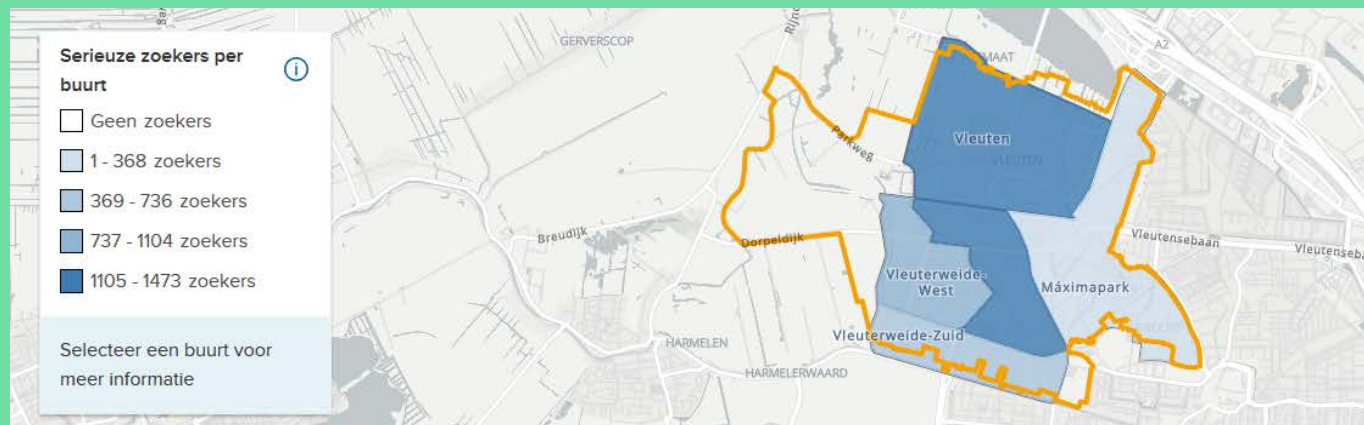 Serieuze zoekers per
buurt
Geen zoekers
1 - 368 zoekers
369 - 736 zoekers
737 - 1104 zoekers
1105 - 1473 zoekers
Selecteer een buurt voor
meer informatie
GERVERSCOP
A2
Parkweg
Vleuten
VLEUTEN
Breudijk
Dorpeldijk
Vleutensebaan
Vleuterweide-
West
Máximapark
Vleuterweide-Zuid
HARMELEN
HARMELERWAARD